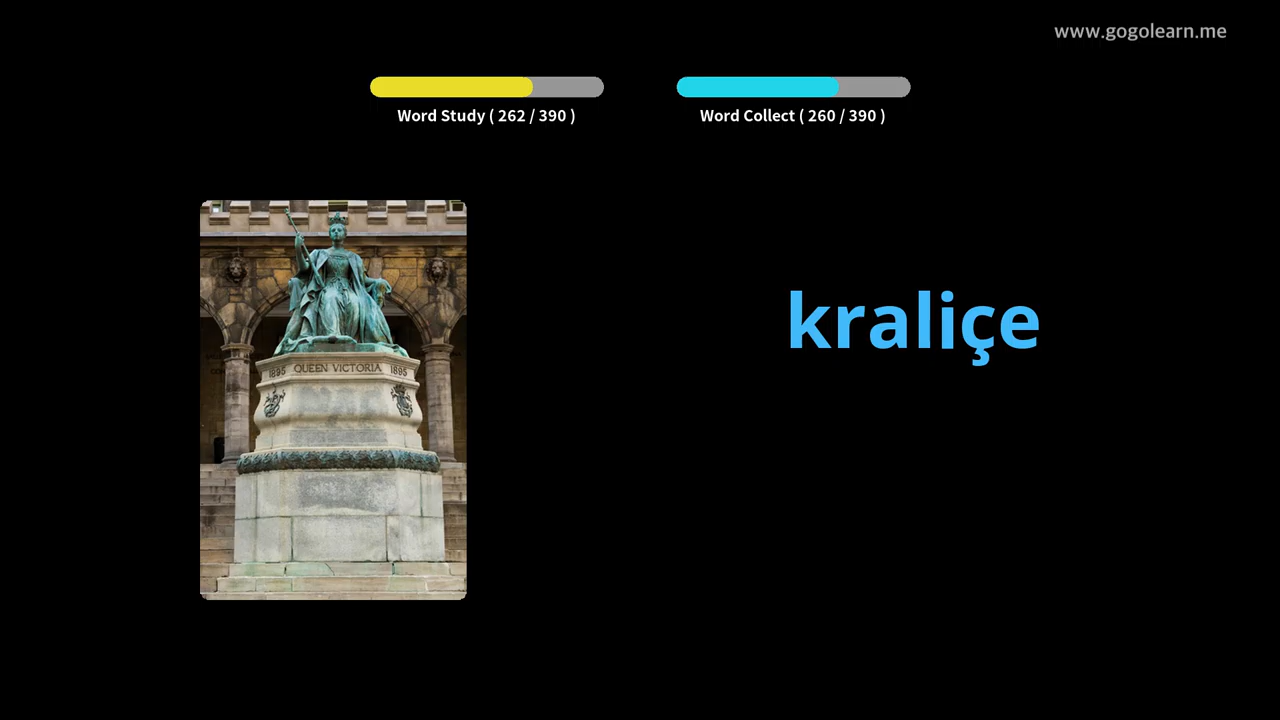 www.gogolearn.me
Word Study ( 262 / 390 )
Word Collect ( 260 / 390 )
1895 QUEEN VICTORIA 1895
kraliçe